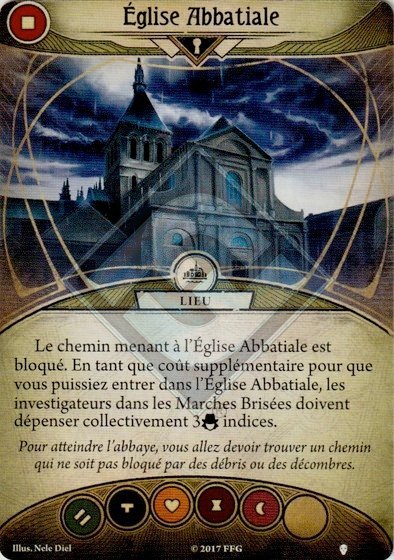 Église Abbatiale
LIEU
Le chemin menant à l'Église Abbatiale est
bloqué. En tant que coût supplémentaire pour que
vous puissiez entrer dans l'Église Abbatiale, les
investigateurs dans les Marches Brisées doivent
dépenser collectivement 3 indices.
Pour atteindre l'abbaye, vous allez devoir trouver un chemin
qui ne soit pas bloqué par des débris ou des décombres.
Illus. Nele Diel
© 2017 FFG